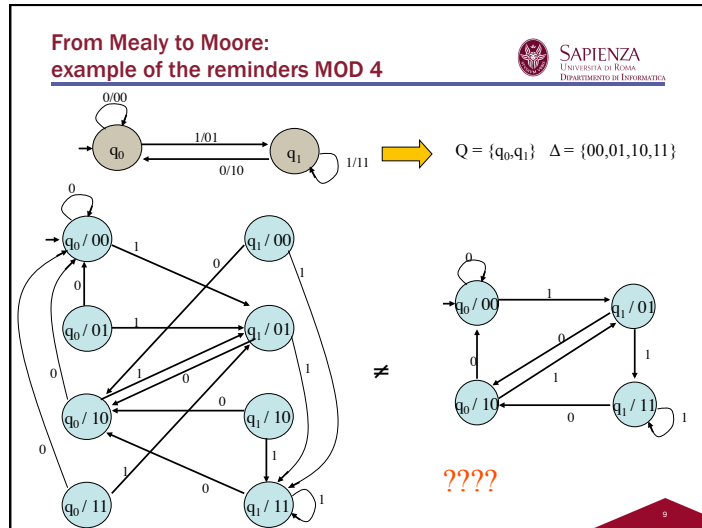 From Mealy to Moore:
example of the reminders MOD 4
SAPIENZA
UNIVERSITÀ DI ROMA
DIPARTIMENTO DI INFORMATICA
0/00
1/01
q0
q1
0/10
1/11
Q = {q0,q1} Δ = {00,01,10,11}
0
q0 / 00
1
q1 / 00
0
1
0
q0 / 01
1
q1 / 01
0
1
0
1
q0 / 10
0
q1 / 10
1
0
0
1
q0 / 11
q1 / 11
1
≠
0
q0 / 00
1
q1 / 01
0
0
1
1
q0 / 10
0
q1 / 11
1
????
9